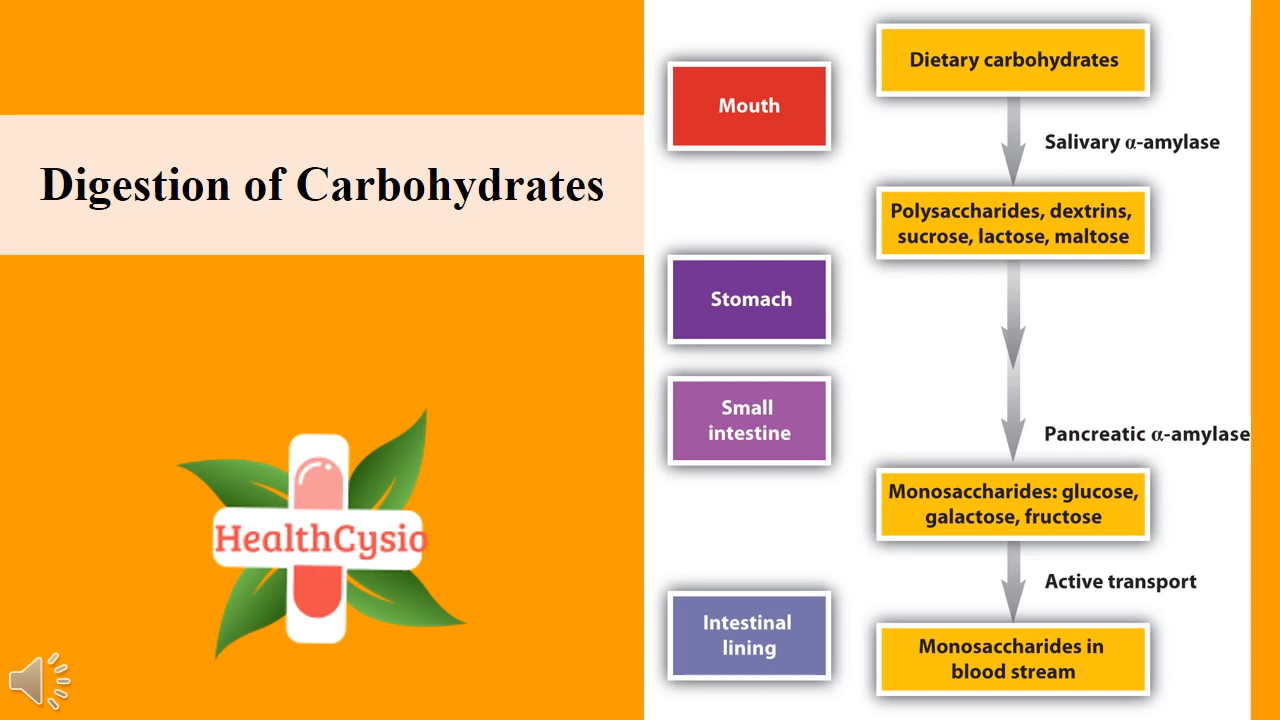 Digestion of Carbohydrates
HealthCysio
Mouth
Dietary carbohydrates
Salivary α-amylase
Polysaccharides, dextrins,
sucrose, lactose, maltose
Stomach
Small
intestine
Pancreatic α-amylase
Monosaccharides: glucose,
galactose, fructose
Active transport
Intestinal
lining
Monosaccharides in
blood stream